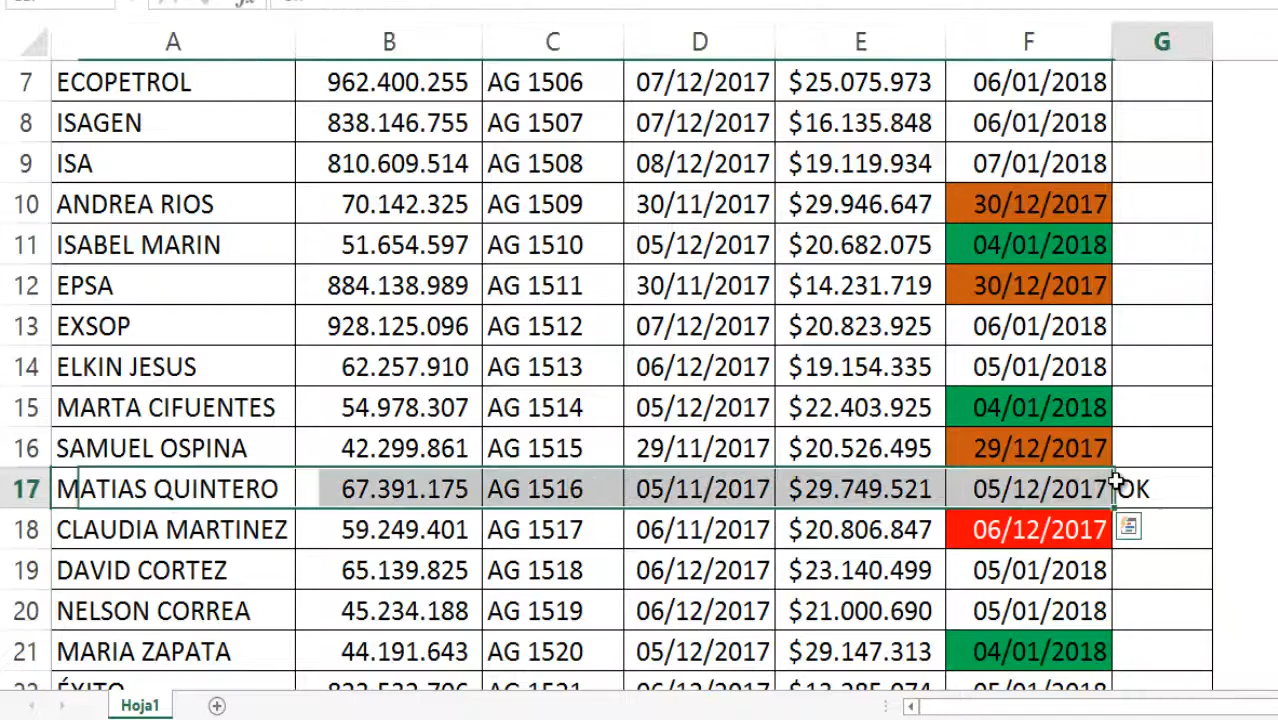 A B C D E F G
7 ECOPETROL 962.400.255 AG 1506 07/12/2017 $25.075.973 06/01/2018
8 ISAGEN 838.146.755 AG 1507 07/12/2017 $16.135.848 06/01/2018
9 ISA 810.609.514 AG 1508 08/12/2017 $19.119.934 07/01/2018
10 ANDREA RIOS 70.142.325 AG 1509 30/11/2017 $29.946.647 30/12/2017
11 ISABEL MARIN 51.654.597 AG 1510 05/12/2017 $20.682.075 04/01/2018
12 EPSA 884.138.989 AG 1511 30/11/2017 $14.231.719 30/12/2017
13 EXSOP 928.125.096 AG 1512 07/12/2017 $20.823.925 06/01/2018
14 ELKIN JESUS 62.257.910 AG 1513 06/12/2017 $19.154.335 05/01/2018
15 MARTA CIFUENTES 54.978.307 AG 1514 05/12/2017 $22.403.925 04/01/2018
16 SAMUEL OSPINA 42.299.861 AG 1515 29/11/2017 $20.526.495 29/12/2017
17 MATIAS QUINTERO 67.391.175 AG 1516 05/11/2017 $29.749.521 05/12/2017 OK
18 CLAUDIA MARTINEZ 59.249.401 AG 1517 06/11/2017 $20.806.847 06/12/2017
19 DAVID CORTEZ 65.139.825 AG 1518 06/12/2017 $23.140.499 05/01/2018
20 NELSON CORREA 45.234.188 AG 1519 06/12/2017 $21.000.690 05/01/2018
21 MARIA ZAPATA 44.191.643 AG 1520 05/12/2017 $29.147.313 04/01/2018
22 ÉXITO AG 1521 06/12/2017 05/01/2018
Hoja1